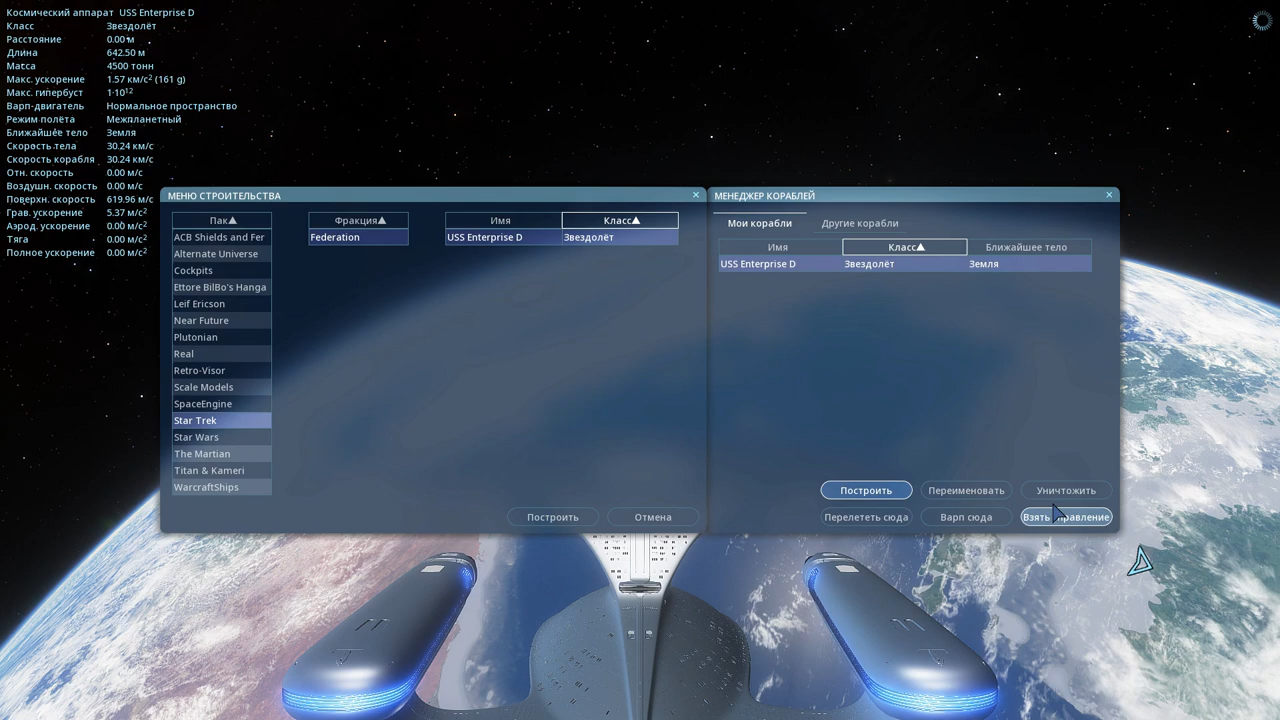 Космический аппарат USS Enterprise D
Класс Звездолёт
Расстояние 0.00 м
Длина 642.50 м
Масса 4500 тонн
Макс. ускорение 1.57 км/с² (161 g)
Макс. гипербуст 1·10¹²
Варп-двигатель Нормальное пространство
Режим полёта Межпланетный
Ближайшее тело Земля
Скорость тела 30.24 км/с
Скорость корабля 30.24 км/с
Отн. скорость 0.00 м/с
Воздушн. скорость 0.00 м/с
Поверхн. скорость 619.96 м/с
Грав. ускорение 5.37 м/с²
Аэрод. ускорение 0.00 м/с²
Тяга 0.00 м/с²
Полное ускорение 0.00 м/с²
МЕНЮ СТРОИТЕЛЬСТВА
Пак▲ Фракция▲ Имя Класс▲
ACB Shields and Fer Federation USS Enterprise D Звездолёт
Alternate Universe
Cockpits
Ettore BilBo's Hanga
Leif Ericson
Near Future
Plutonian
Real
Retro-Visor
Scale Models
SpaceEngine
Star Trek
Star Wars
The Martian
Titan & Kameri
WarcraftShips
Построить Отмена
МЕНЕДЖЕР КОРАБЛЕЙ
Мои корабли Другие корабли
Имя Класс▲ Ближайшее тело
USS Enterprise D Звездолёт Земля
Построить Переименовать Уничтожить
Перелететь сюда Варп сюда Взять